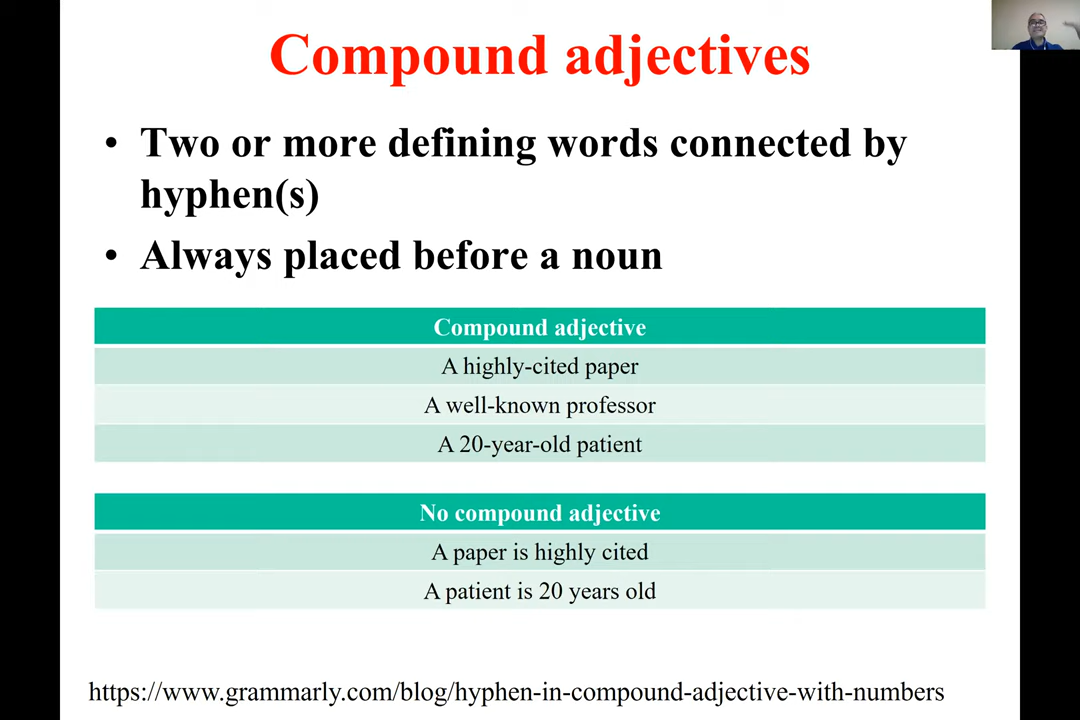 Compound adjectives
• Two or more defining words connected by
hyphen(s)
• Always placed before a noun
Compound adjective
A highly-cited paper
A well-known professor
A 20-year-old patient
No compound adjective
A paper is highly cited
A patient is 20 years old
https://www.grammarly.com/blog/hyphen-in-compound-adjective-with-numbers